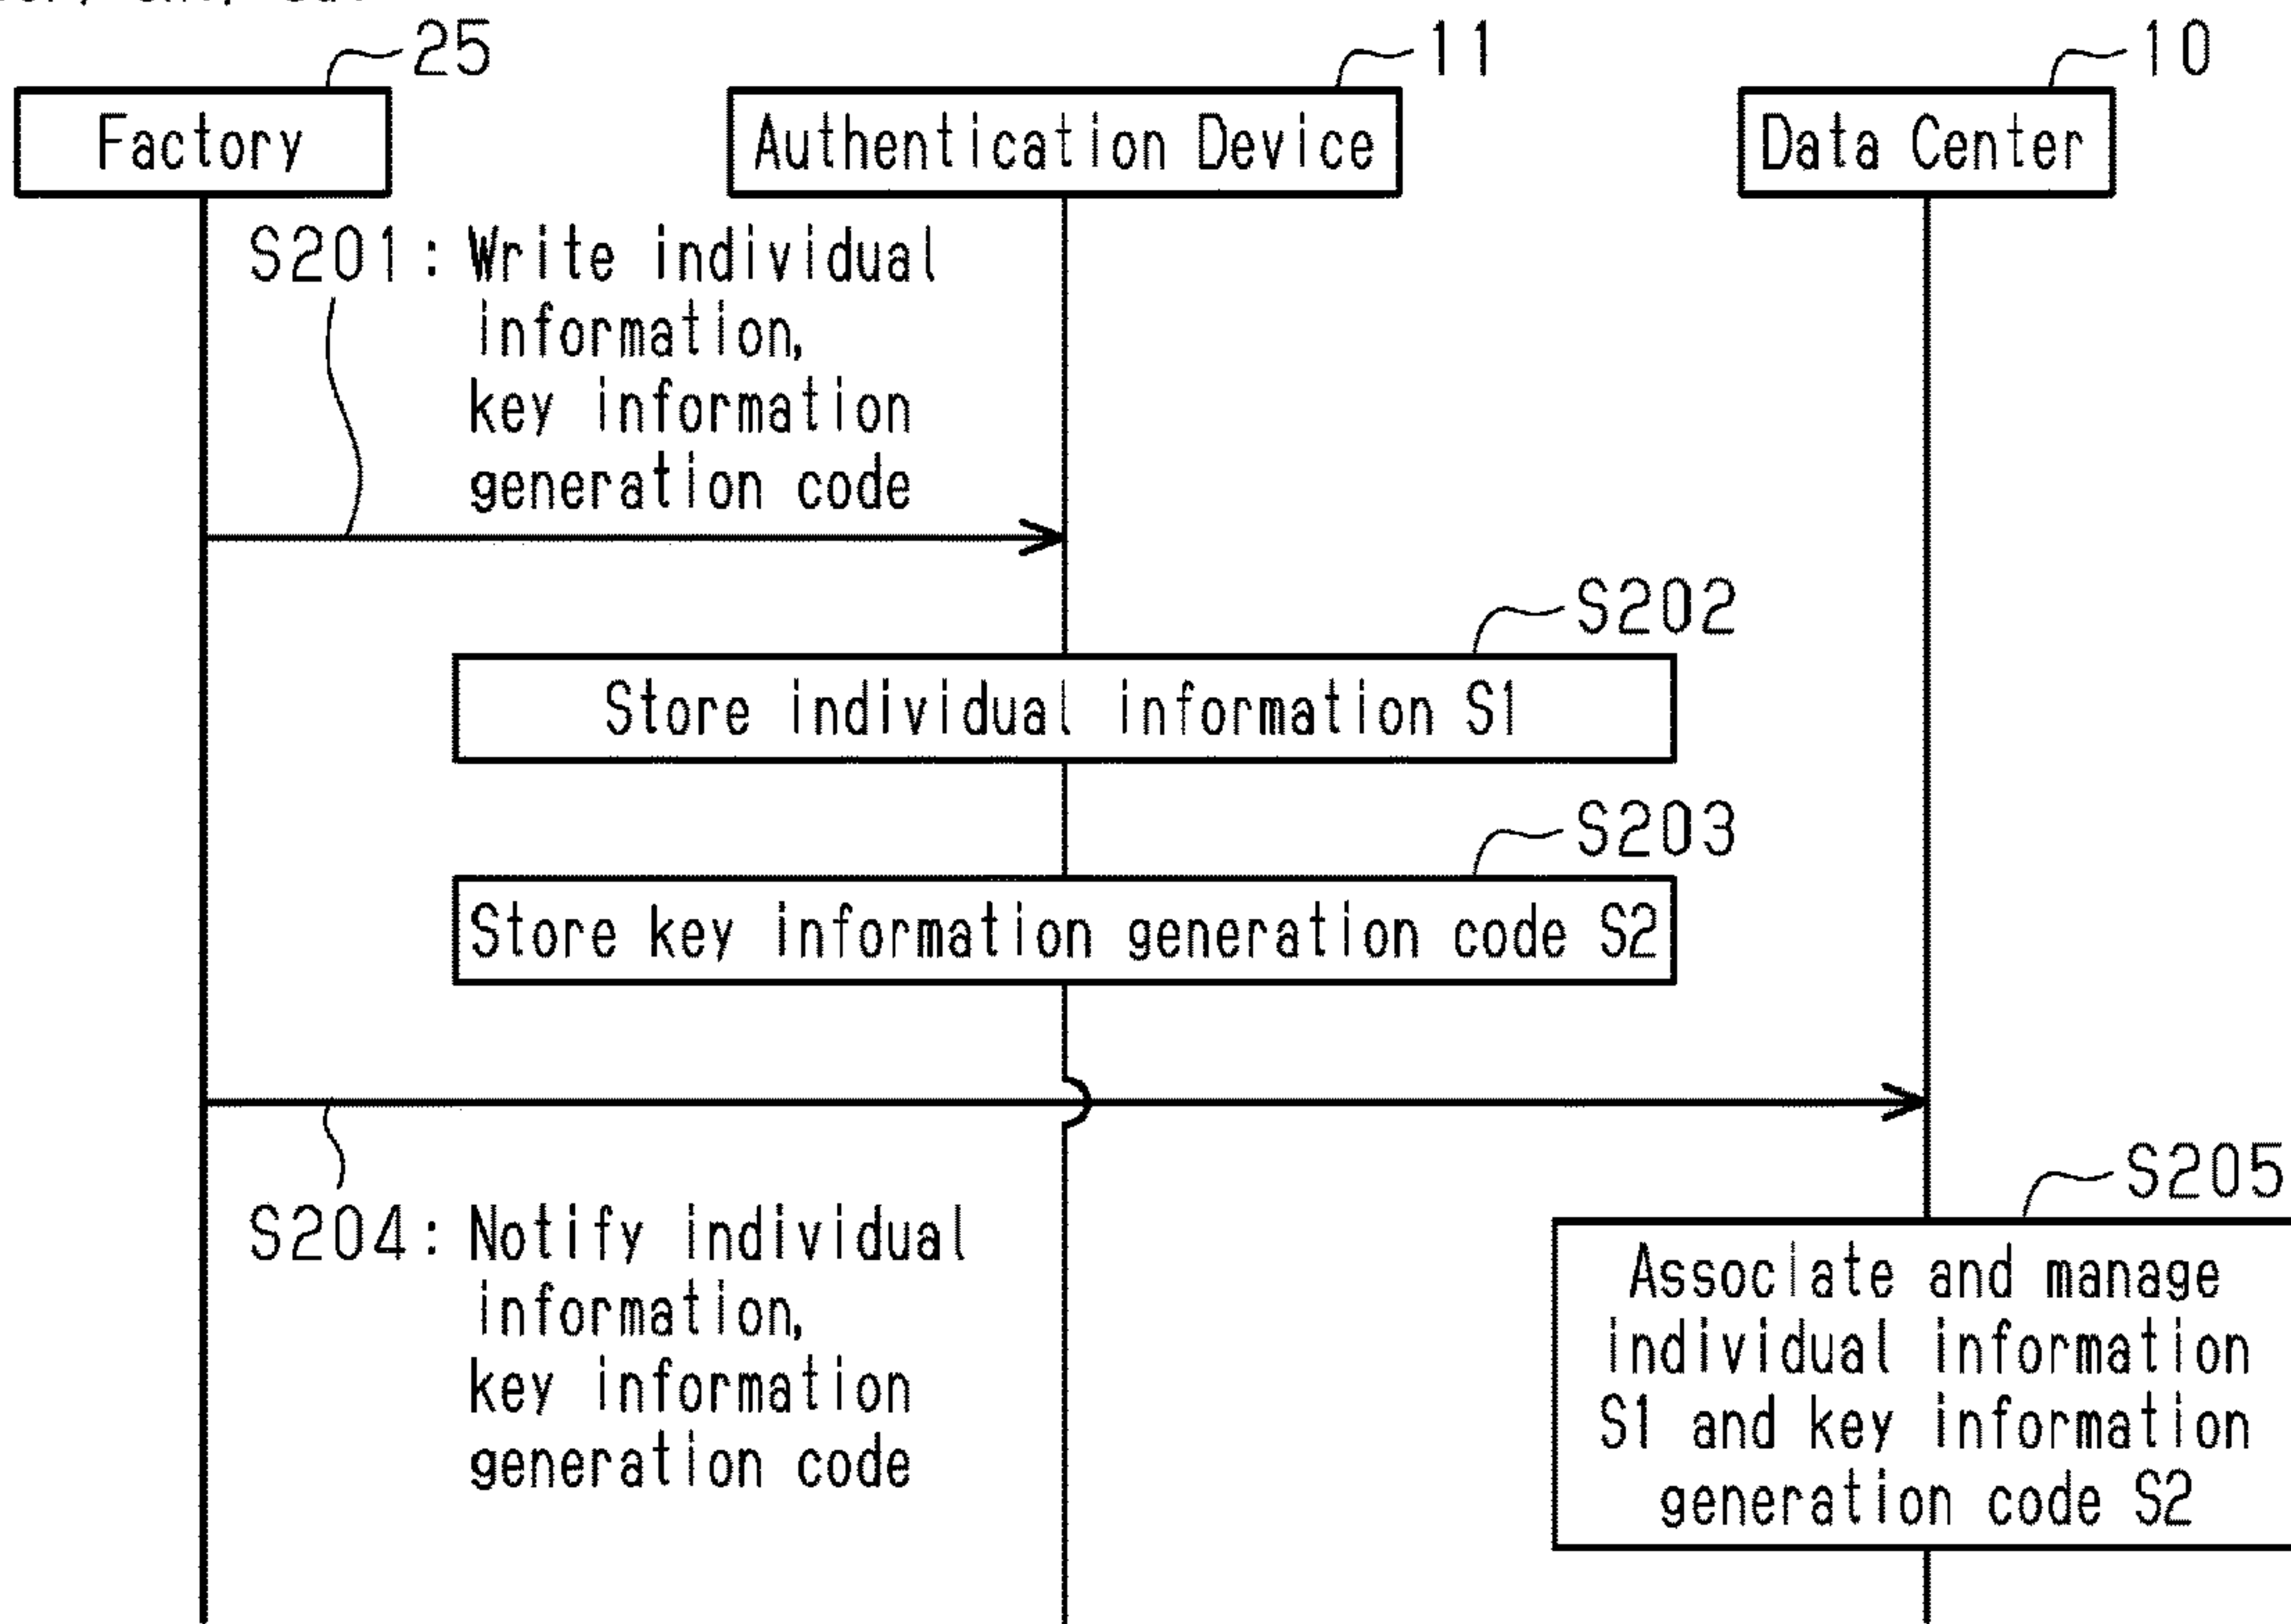 25
11
10
Factory
Authentication Device
Data Center
S201: Write individual
information,
key information
generation code
S202
Store individual information S1
S203
Store key information generation code S2
S204: Notify individual
information,
key information
generation code
S205
Associate and manage
individual information
S1 and key information
generation code S2